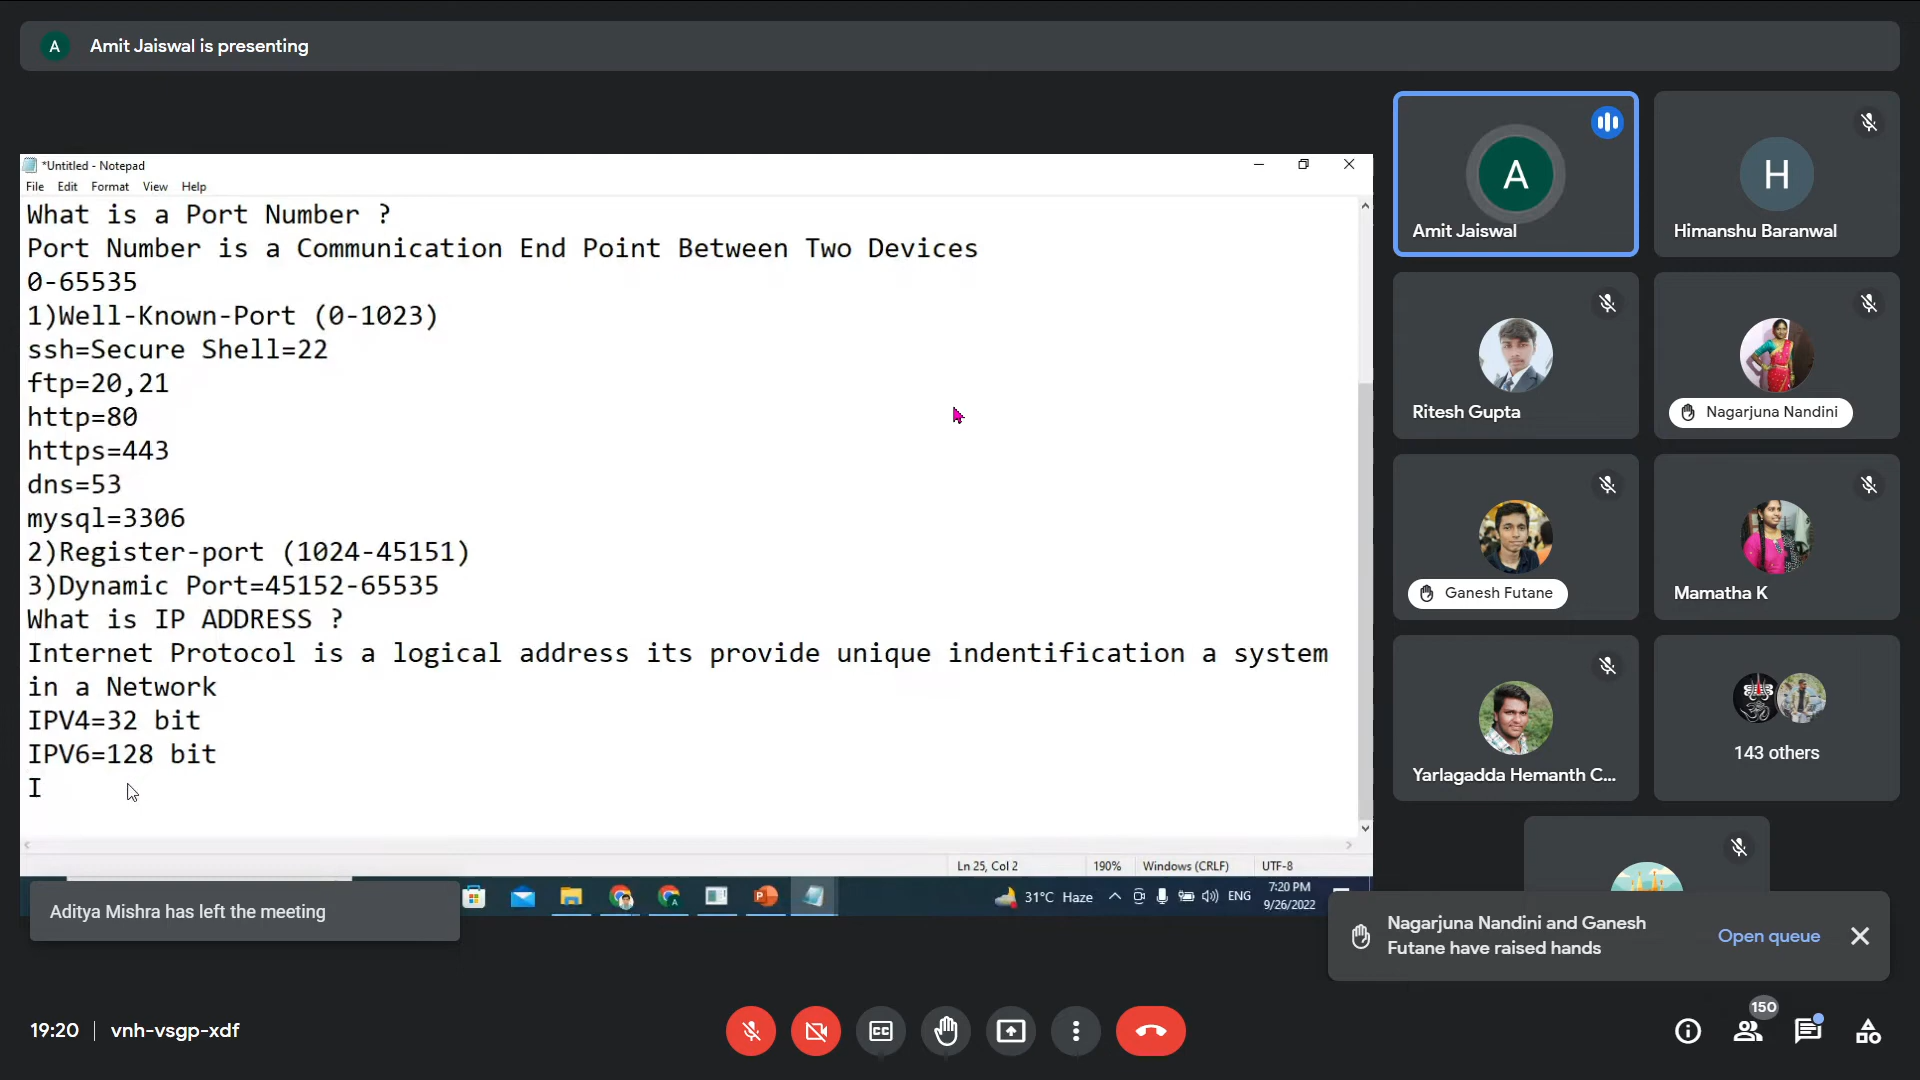 A
Amit Jaiswal is presenting
*Untitled - Notepad
File Edit Format View Help
What is a Port Number ?
Port Number is a Communication End Point Between Two Devices
0-65535
1)Well-Known-Port (0-1023)
ssh=Secure Shell=22
ftp=20,21
http=80
https=443
dns=53
mysql=3306
2)Register-port (1024-45151)
3)Dynamic Port=45152-65535
What is IP ADDRESS ?
Internet Protocol is a logical address its provide unique indentification a system
in a Network
IPV4=32 bit
IPV6=128 bit
I
Ln 25, Col 2
190%
Windows (CRLF)
UTF-8
31°C Haze
ENG
7:20 PM
9/26/2022
Aditya Mishra has left the meeting
A
Amit Jaiswal
H
Himanshu Baranwal
Ritesh Gupta
Nagarjuna Nandini
Ganesh Futane
Mamatha K
Yarlagadda Hemanth C...
143 others
Nagarjuna Nandini and Ganesh
Futane have raised hands
Open queue
19:20
vnh-vsgp-xdf
CC
150